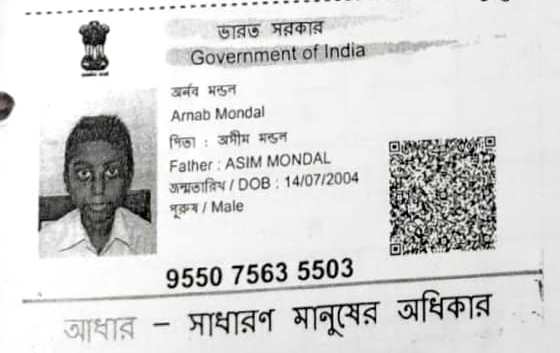 ভারত সরকার
Government of India
অর্নব মন্ডল
Arnab Mondal
পিতা : অসীম মন্ডল
Father : ASIM MONDAL
জন্মতারিখ / DOB : 14/07/2004
পুরুষ / Male
9550 7563 5503
আধার – সাধারণ মানুষের অধিকার